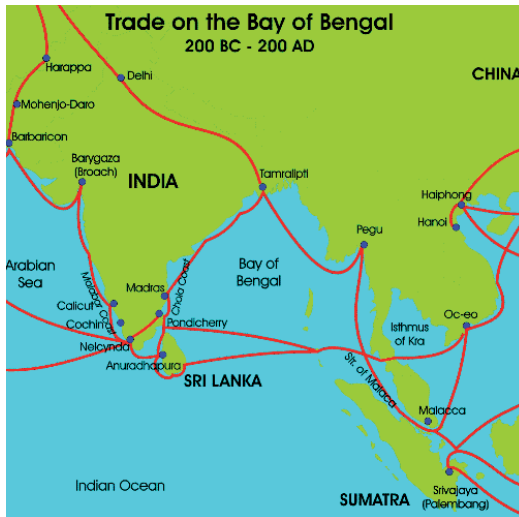 Trade on the Bay of Bengal
200 BC - 200 AD
Harappa
Delhi
CHINA
Mohenjo-Daro
Barbaricon
Barygaza
(Broach)
INDIA
Tamralipti
Haiphong
Hanoi
Pegu
Arabian
Sea
Bay of
Bengal
Malabar Coast
Madras
Chola Coast
Calicut
Cochin
Pondicherry
Nelcynda
Anuradhapura
SRI LANKA
Isthmus
of Kra
Oc-eo
Str. of Malaca
Malacca
Indian Ocean
SUMATRA
Srivajaya
(Palembang)